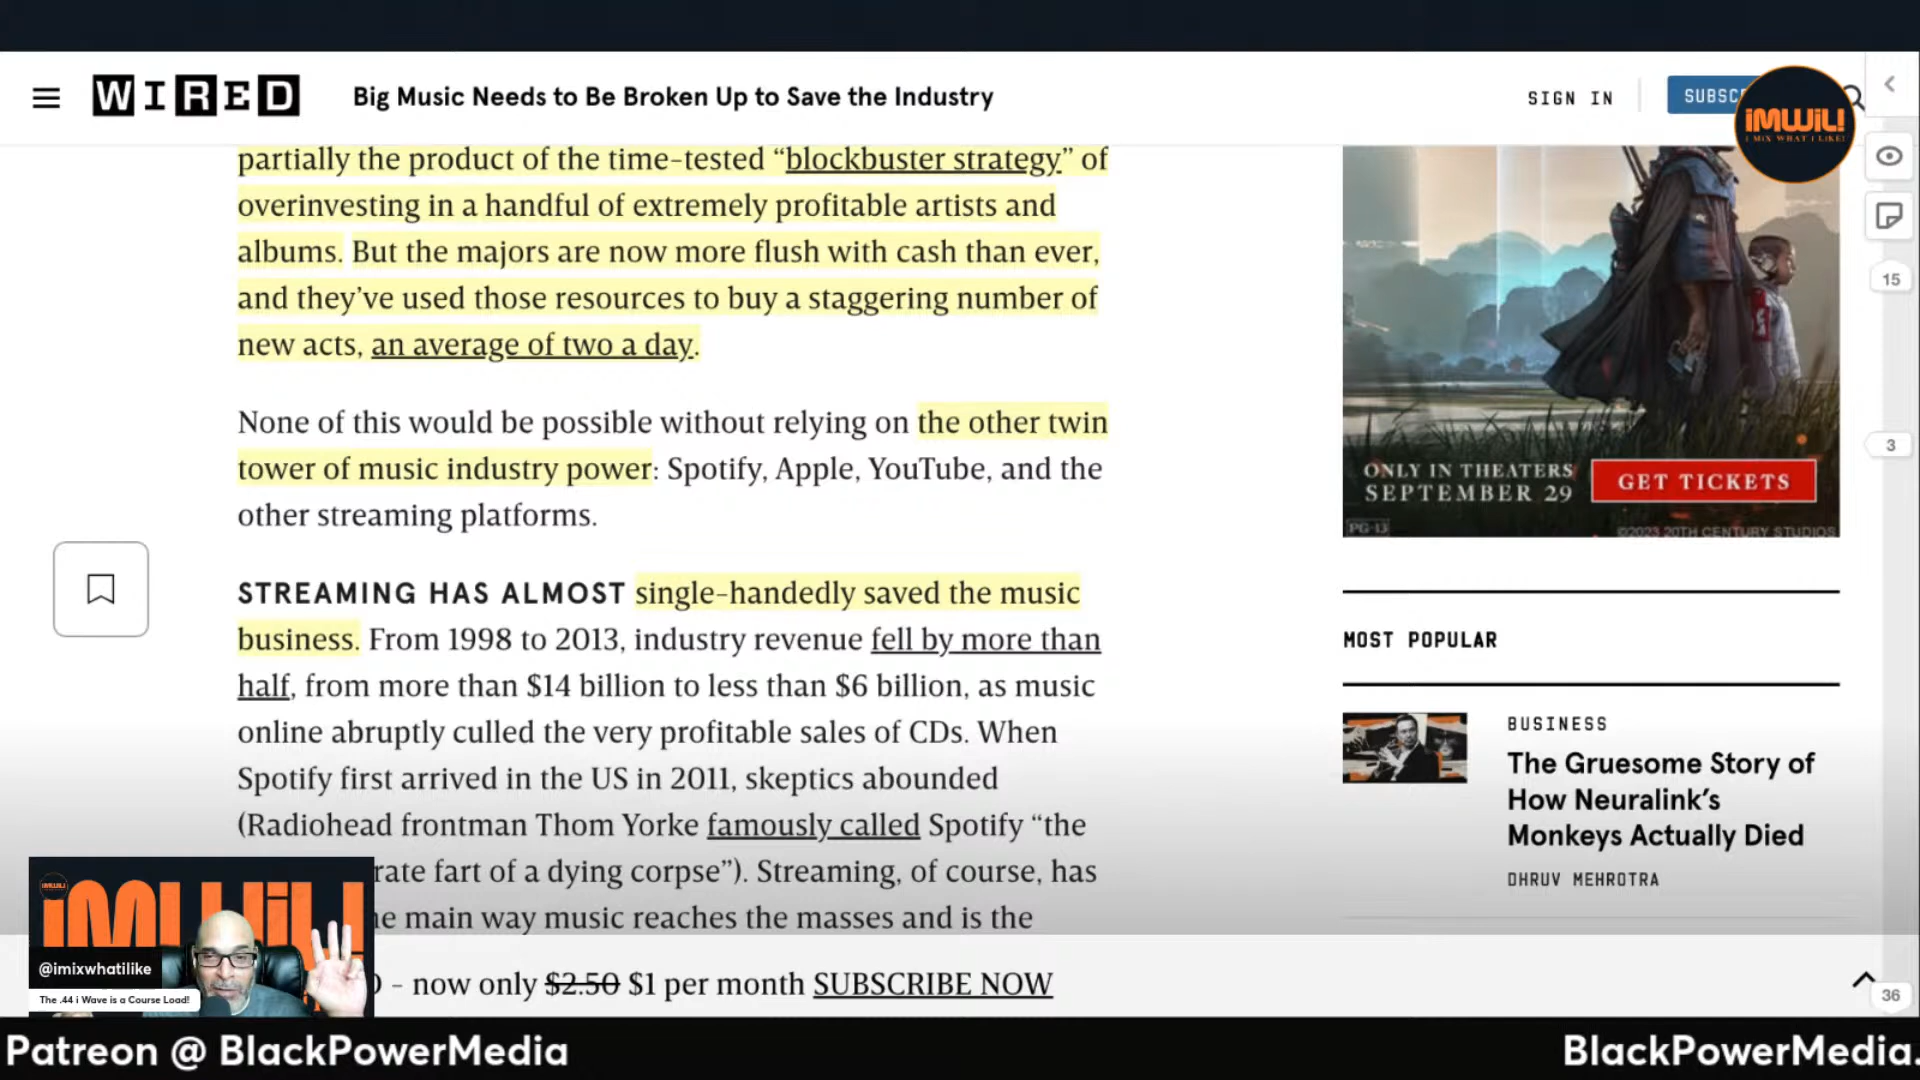 WIRED
Big Music Needs to Be Broken Up to Save the Industry
SIGN IN
SUBSC
iMWiL!
I MiX WHAT I LIKE!
partially the product of the time-tested “blockbuster strategy” of
overinvesting in a handful of extremely profitable artists and
albums. But the majors are now more flush with cash than ever,
and they’ve used those resources to buy a staggering number of
new acts, an average of two a day.
None of this would be possible without relying on the other twin
tower of music industry power: Spotify, Apple, YouTube, and the
other streaming platforms.
STREAMING HAS ALMOST single-handedly saved the music
business. From 1998 to 2013, industry revenue fell by more than
half, from more than $14 billion to less than $6 billion, as music
online abruptly culled the very profitable sales of CDs. When
Spotify first arrived in the US in 2011, skeptics abounded
(Radiohead frontman Thom Yorke famously called Spotify “the
rate fart of a dying corpse”). Streaming, of course, has
e main way music reaches the masses and is the
– now only $2.50 $1 per month SUBSCRIBE NOW
ONLY IN THEATERS
SEPTEMBER 29
GET TICKETS
PG-13
©2023 20TH CENTURY STUDIOS
MOST POPULAR
BUSINESS
The Gruesome Story of
How Neuralink’s
Monkeys Actually Died
DHRUV MEHROTRA
15
3
36
iMWiL!
@imixwhatilike
The .44 i Wave is a Course Load!
Patreon @ BlackPowerMedia
BlackPowerMedia.